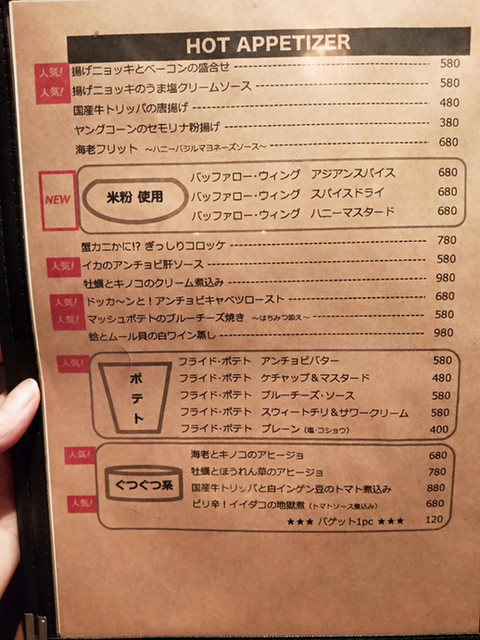 HOT APPETIZER
人気! 揚げニョッキとベーコンの盛合せ 580
人気! 揚げニョッキのうま塩クリームソース 580
国産牛トリッパの唐揚げ 480
ヤングコーンのセモリナ粉揚げ 380
海老フリット ～ハニーバジルマヨネーズソース～ 680
NEW
米粉 使用
バッファロー・ウィング アジアンスパイス 680
バッファロー・ウィング スパイスドライ 680
バッファロー・ウィング ハニーマスタード 680
蟹カニかに!? ぎっしりコロッケ 780
人気! イカのアンチョビ肝ソース 580
牡蠣とキノコのクリーム煮込み 980
人気! ドッカ〜ンと!アンチョビキャベツロースト 680
人気! マッシュポテトのブルーチーズ焼き ～はちみつ添え～ 580
蛤とムール貝の白ワイン蒸し 980
人気!
ポテト
フライド・ポテト アンチョビバター 580
フライド・ポテト ケチャップ＆マスタード 480
フライド・ポテト ブルーチーズ・ソース 580
フライド・ポテト スウィートチリ＆サワークリーム 580
フライド・ポテト プレーン（塩・コショウ） 400
人気!
ぐつぐつ系
人気!
海老とキノコのアヒージョ 680
牡蠣とほうれん草のアヒージョ 780
国産牛トリッパと白インゲン豆のトマト煮込み 880
ピリ辛!イイダコの地獄煮（トマトソース煮込み） 680
★★★ バゲット1pc ★★★ 120